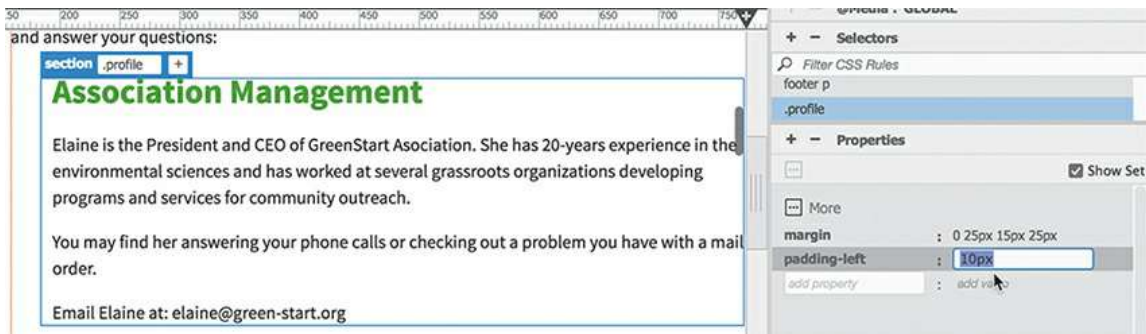 50 200 250 300 350 400 450 500 550 600 650 700 750
@Media : GLOBAL
and answer your questions:
+ − Selectors
section .profile +
Filter CSS Rules
footer p
Association Management
.profile
+ − Properties
Elaine is the President and CEO of GreenStart Asociation. She has 20-years experience in the
environmental sciences and has worked at several grassroots organizations developing
Show Set
programs and services for community outreach.
More
You may find her answering your phone calls or checking out a problem you have with a mail
order.
margin : 0 25px 15px 25px
padding-left : 10px
add property : add
Email Elaine at: elaine@green-start.org